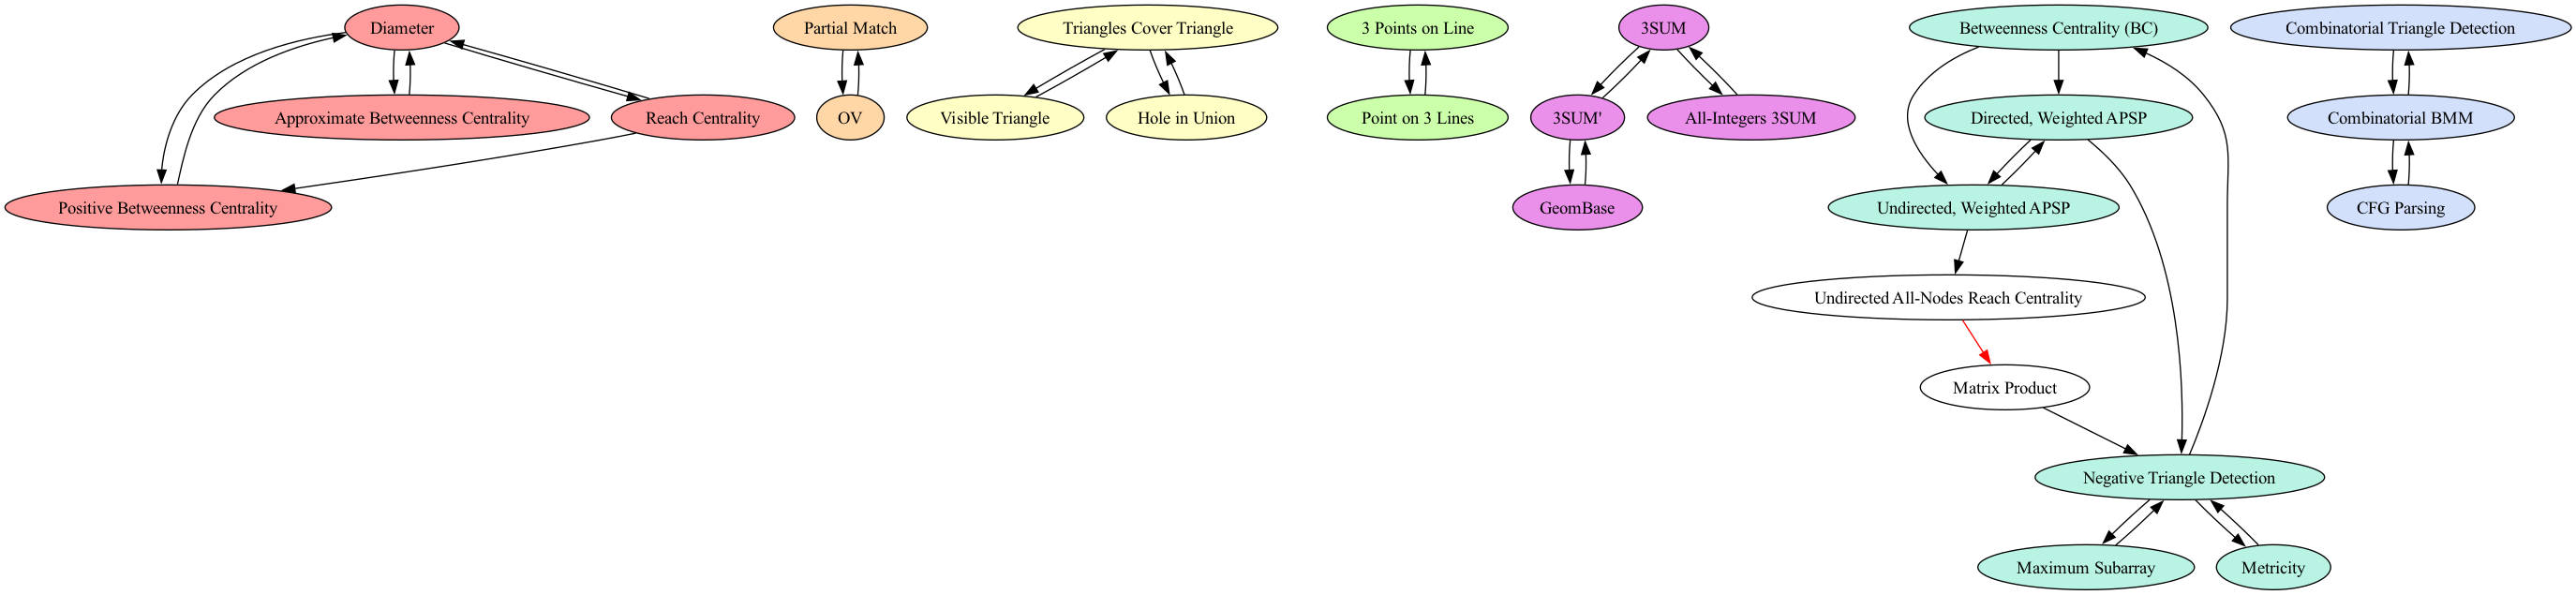 Diameter
Partial Match
Triangles Cover Triangle
3 Points on Line
3SUM
Betweenness Centrality (BC)
Combinatorial Triangle Detection
Approximate Betweenness Centrality
Reach Centrality
OV
Visible Triangle
Hole in Union
Point on 3 Lines
3SUM'
All-Integers 3SUM
Directed, Weighted APSP
Combinatorial BMM
Positive Betweenness Centrality
GeomBase
Undirected, Weighted APSP
CFG Parsing
Undirected All-Nodes Reach Centrality
Matrix Product
Negative Triangle Detection
Maximum Subarray
Metricity